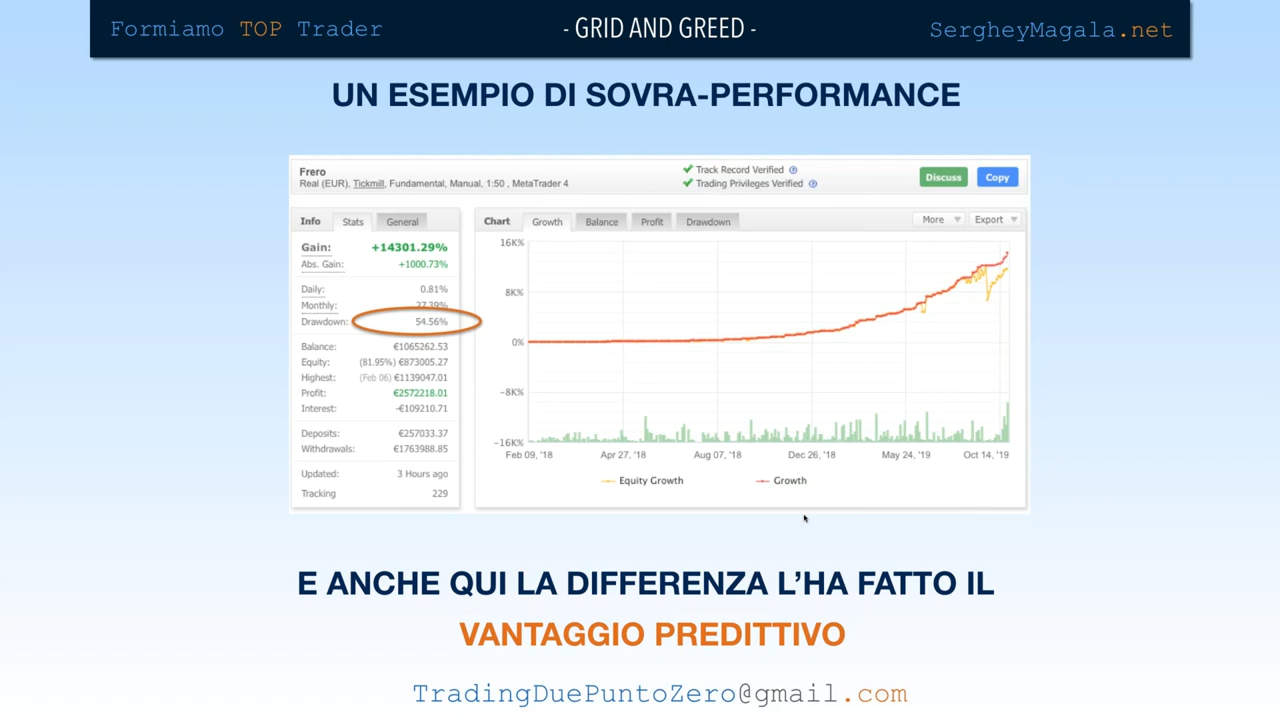 Formiamo TOP Trader
- GRID AND GREED -
SergheyMagala.net
UN ESEMPIO DI SOVRA-PERFORMANCE
Frero
Real (EUR), Tickmill, Fundamental, Manual, 1:50 , MetaTrader 4
Track Record Verified
Trading Privileges Verified
Discuss
Copy
Info
Stats
General
Gain: +14301.29%
Abs. Gain: +1000.73%
Daily: 0.81%
Monthly: 27.39%
Drawdown: 54.56%
Balance: €1065262.53
Equity: (81.95%) €873005.27
Highest: (Feb 06) €1139047.01
Profit: €2572218.01
Interest: -€109210.71
Deposits: €257033.37
Withdrawals: €1763988.85
Updated: 3 Hours ago
Tracking 229
Chart
Growth
Balance
Profit
Drawdown
More
Export
16K%
8K%
0%
-8K%
-16K%
Feb 09, '18
Apr 27, '18
Aug 07, '18
Dec 26, '18
May 24, '19
Oct 14, '19
Equity Growth
Growth
E ANCHE QUI LA DIFFERENZA L'HA FATTO IL
VANTAGGIO PREDITTIVO
TradingDuePuntoZero@gmail.com